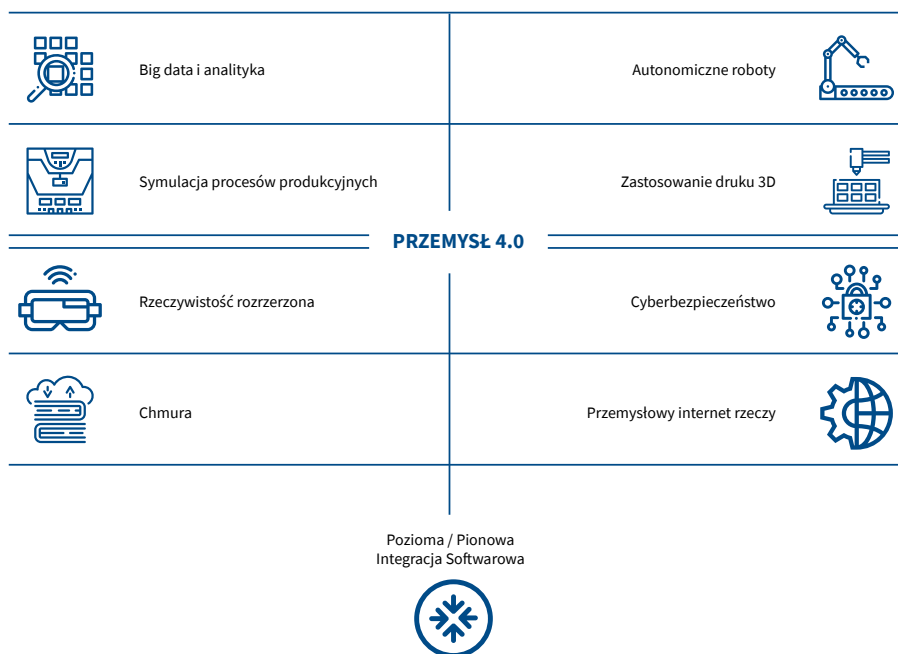 Big data i analityka
Autonomiczne roboty
Symulacja procesów produkcyjnych
Zastosowanie druku 3D
PRZEMYSŁ 4.0
Rzeczywistość rozrzerzona
Cyberbezpieczeństwo
Chmura
Przemysłowy internet rzeczy
Pozioma / Pionowa
Integracja Softwarowa